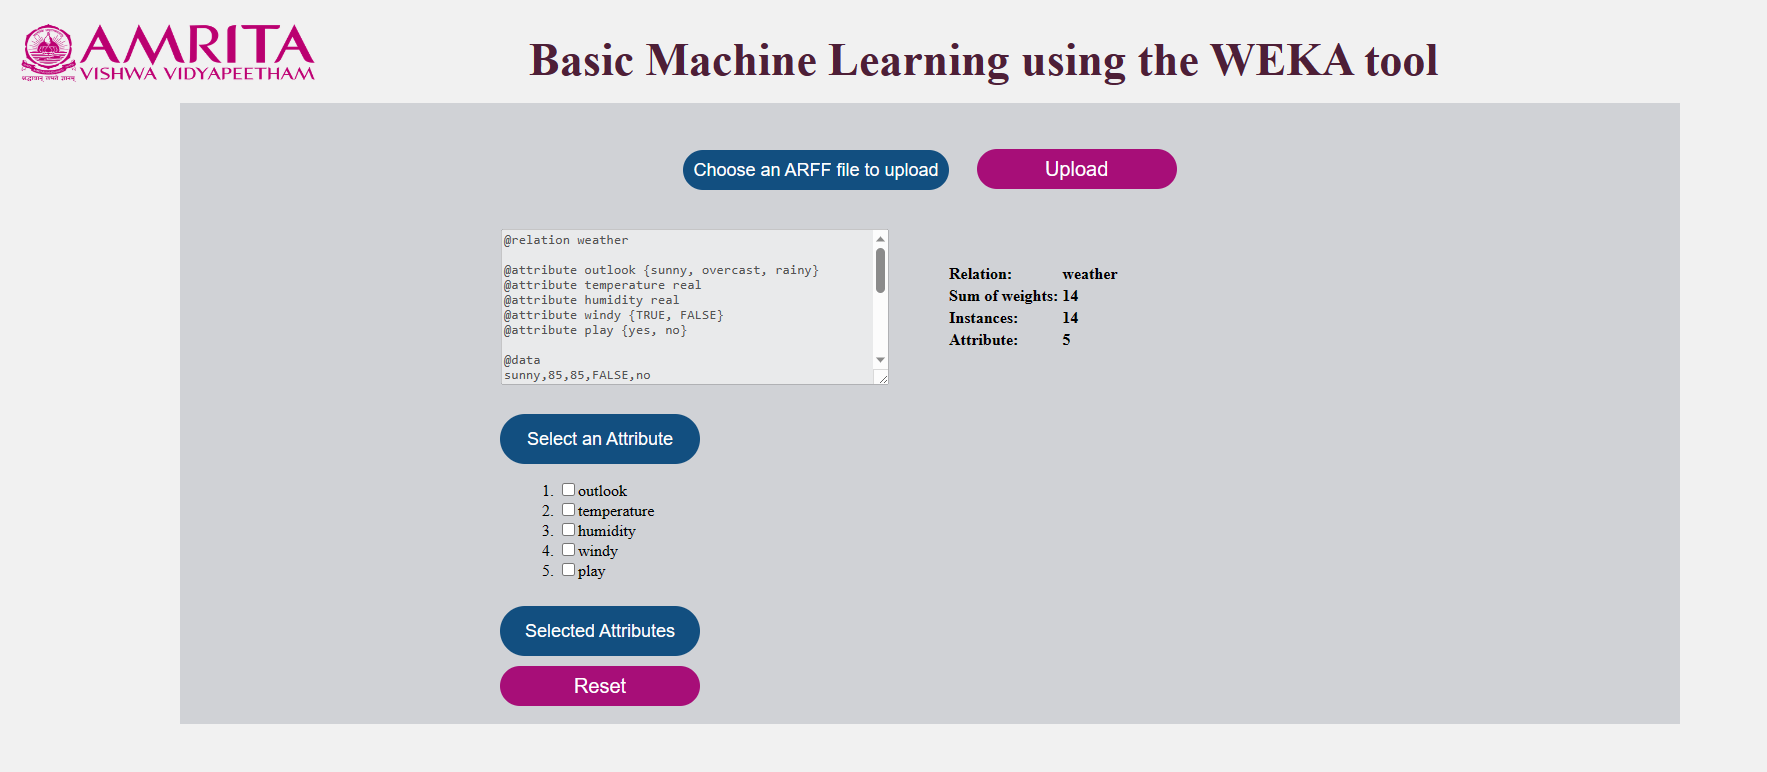 AMRITA
VISHWA VIDYAPEETHAM
Basic Machine Learning using the WEKA tool
Choose an ARFF file to upload
Upload
@relation weather
@attribute outlook {sunny, overcast, rainy}
@attribute temperature real
@attribute humidity real
@attribute windy {TRUE, FALSE}
@attribute play {yes, no}
@data
sunny,85,85,FALSE,no
Relation: weather
Sum of weights: 14
Instances: 14
Attribute: 5
Select an Attribute
1. outlook
2. temperature
3. humidity
4. windy
5. play
Selected Attributes
Reset